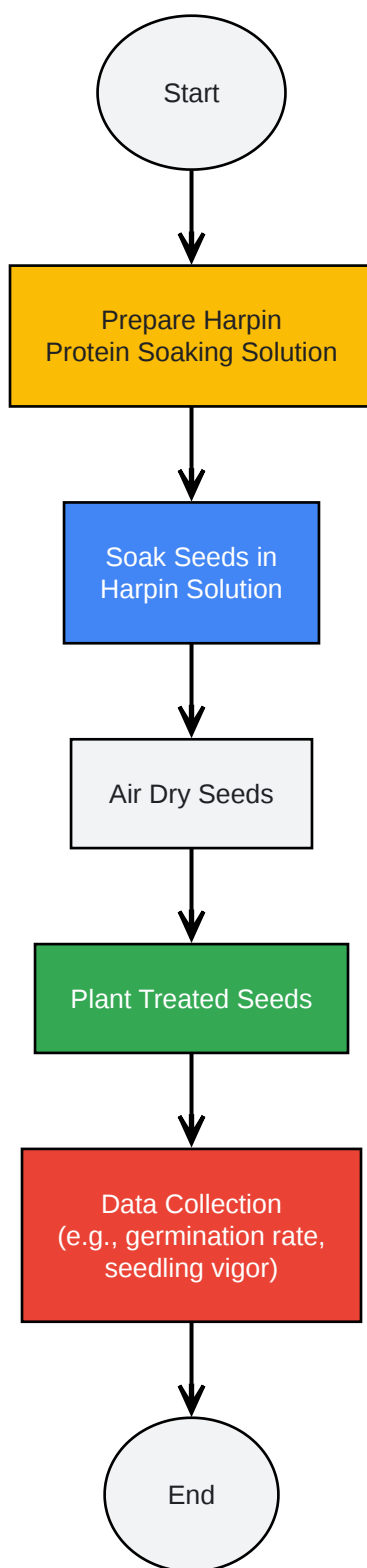 Start
Prepare Harpin
Protein Soaking Solution
Soak Seeds in
Harpin Solution
Air Dry Seeds
Plant Treated Seeds
Data Collection
(e.g., germination rate,
seedling vigor)
End